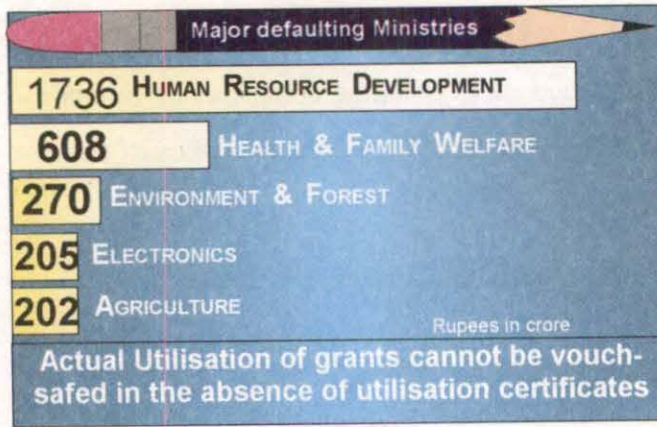 Major defaulting Ministries
1736 HUMAN RESOURCE DEVELOPMENT
608 HEALTH & FAMILY WELFARE
270 ENVIRONMENT & FOREST
205 ELECTRONICS
202 AGRICULTURE
Rupees in crore
Actual Utilisation of grants cannot be vouch-
safed in the absence of utilisation certificates